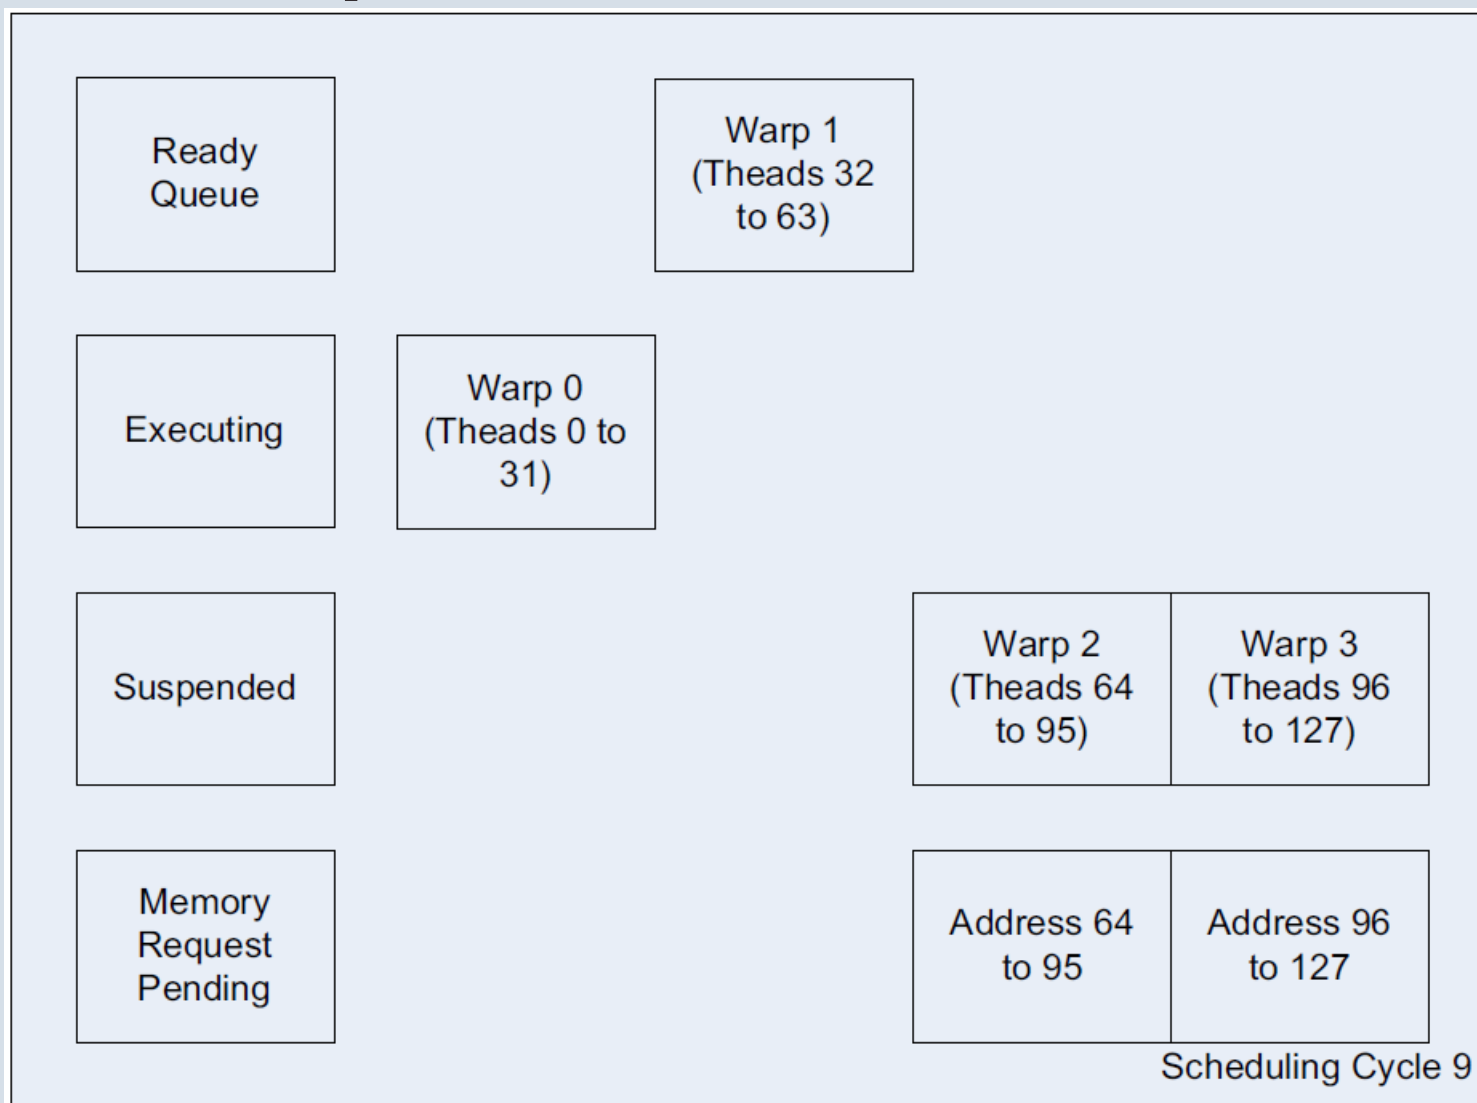 Ready
Queue
Warp 1
(Theads 32
to 63)
Executing
Warp 0
(Theads 0 to
31)
Suspended
Warp 2
(Theads 64
to 95)
Warp 3
(Theads 96
to 127)
Memory
Request
Pending
Address 64
to 95
Address 96
to 127
Scheduling Cycle 9